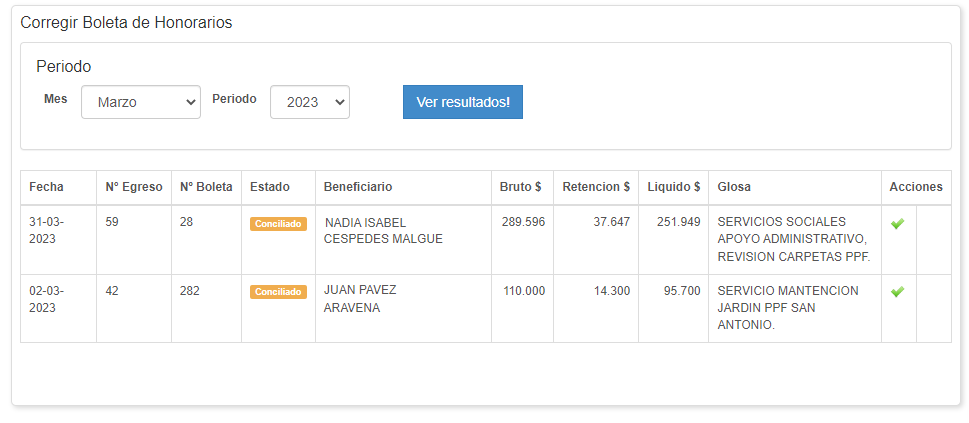 Corregir Boleta de Honorarios
Periodo
Mes Marzo Periodo 2023 Ver resultados!
Fecha Nº Egreso Nº Boleta Estado Beneficiario Bruto $ Retencion $ Liquido $ Glosa Acciones
31-03- 59 28 Conciliado NADIA ISABEL 289.596 37.647 251.949 SERVICIOS SOCIALES
2023 CESPEDES MALGUE APOYO ADMINISTRATIVO,
REVISION CARPETAS PPF.
02-03- 42 282 Conciliado JUAN PAVEZ 110.000 14.300 95.700 SERVICIO MANTENCION
2023 ARAVENA JARDIN PPF SAN
ANTONIO.